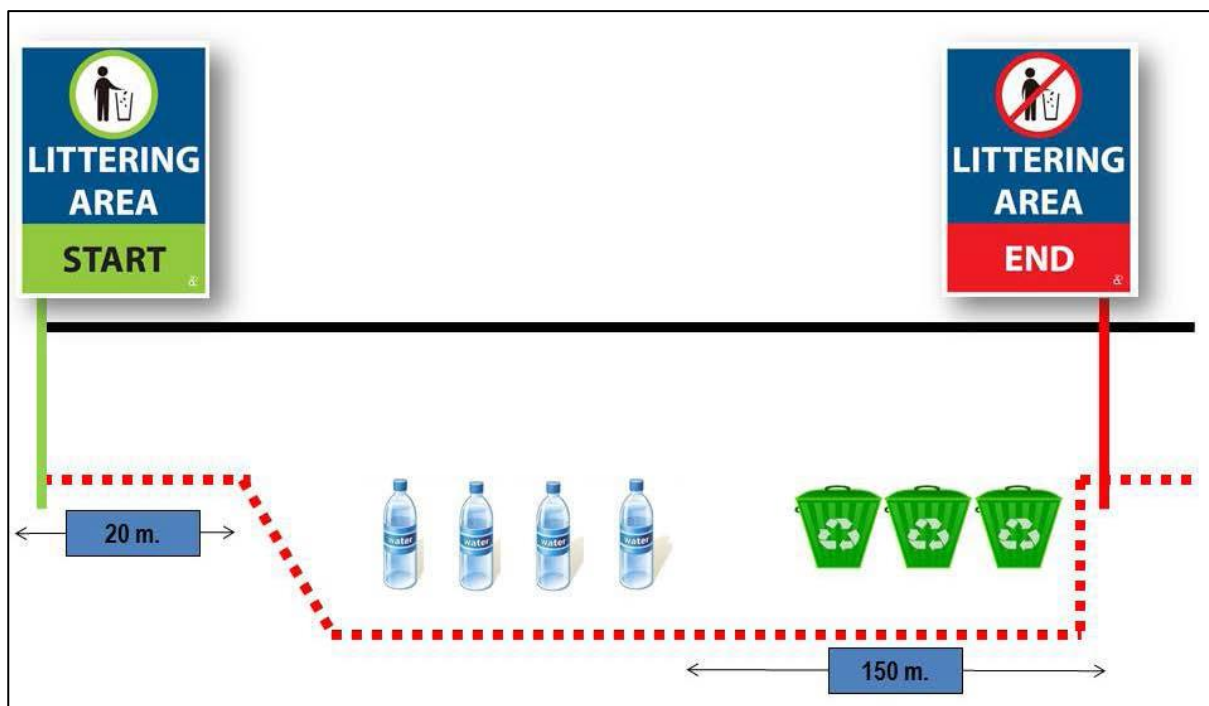 LITTERING
AREA
START
LITTERING
AREA
END
water
water
water
water
20 m.
150 m.